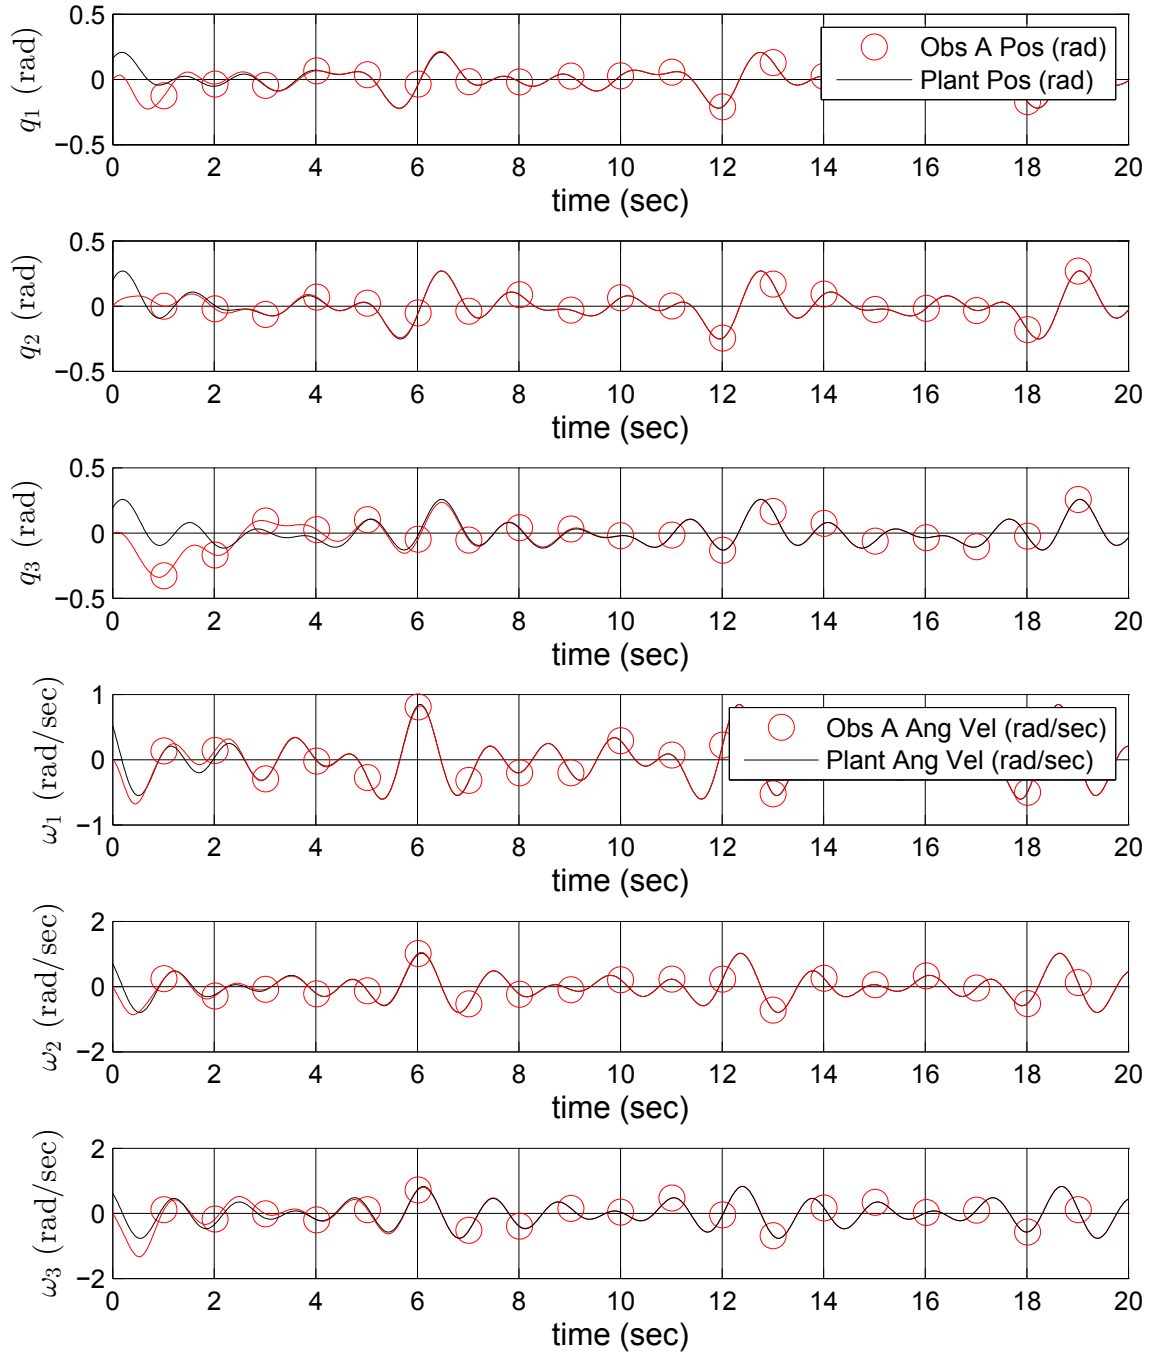 0.5
0
−0.5
q1 (rad)
Obs A Pos (rad)
Plant Pos (rad)
0 2 4 6 8 10 12 14 16 18 20
time (sec)
0.5
0
−0.5
q2 (rad)
0 2 4 6 8 10 12 14 16 18 20
time (sec)
0.5
0
−0.5
q3 (rad)
0 2 4 6 8 10 12 14 16 18 20
time (sec)
1
0
−1
ω1 (rad/sec)
Obs A Ang Vel (rad/sec)
Plant Ang Vel (rad/sec)
0 2 4 6 8 10 12 14 16 18 20
time (sec)
2
0
−2
ω2 (rad/sec)
0 2 4 6 8 10 12 14 16 18 20
time (sec)
2
0
−2
ω3 (rad/sec)
0 2 4 6 8 10 12 14 16 18 20
time (sec)